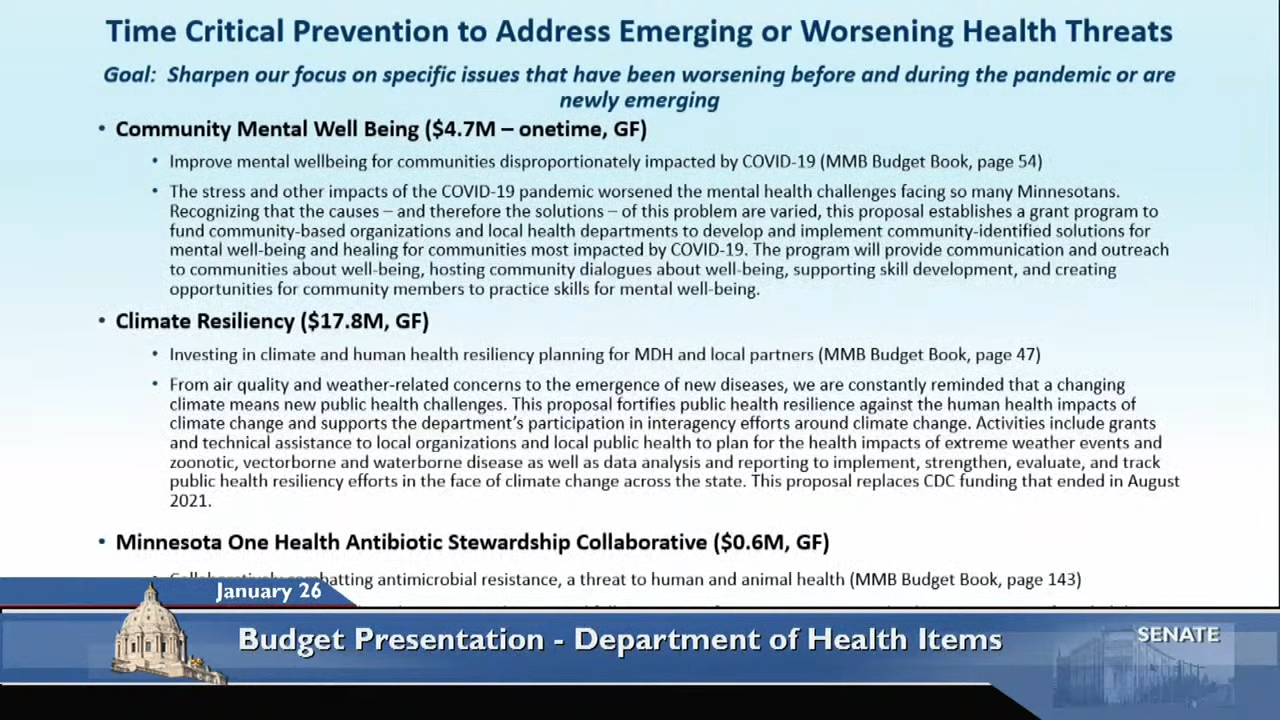 Time Critical Prevention to Address Emerging or Worsening Health Threats
Goal: Sharpen our focus on specific issues that have been worsening before and during the pandemic or are
newly emerging
• Community Mental Well Being ($4.7M – onetime, GF)
• Improve mental wellbeing for communities disproportionately impacted by COVID-19 (MMB Budget Book, page 54)
• The stress and other impacts of the COVID-19 pandemic worsened the mental health challenges facing so many Minnesotans.
Recognizing that the causes – and therefore the solutions – of this problem are varied, this proposal establishes a grant program to
fund community-based organizations and local health departments to develop and implement community-identified solutions for
mental well-being and healing for communities most impacted by COVID-19. The program will provide communication and outreach
to communities about well-being, hosting community dialogues about well-being, supporting skill development, and creating
opportunities for community members to practice skills for mental well-being.
• Climate Resiliency ($17.8M, GF)
• Investing in climate and human health resiliency planning for MDH and local partners (MMB Budget Book, page 47)
• From air quality and weather-related concerns to the emergence of new diseases, we are constantly reminded that a changing
climate means new public health challenges. This proposal fortifies public health resilience against the human health impacts of
climate change and supports the department's participation in interagency efforts around climate change. Activities include grants
and technical assistance to local organizations and local public health to plan for the health impacts of extreme weather events and
zoonotic, vectorborne and waterborne disease as well as data analysis and reporting to implement, strengthen, evaluate, and track
public health resiliency efforts in the face of climate change across the state. This proposal replaces CDC funding that ended in August
2021.
• Minnesota One Health Antibiotic Stewardship Collaborative ($0.6M, GF)
antimicrobial resistance, a threat to human and animal health (MMB Budget Book, page 143)
January 26
Budget Presentation - Department of Health Items
SENATE